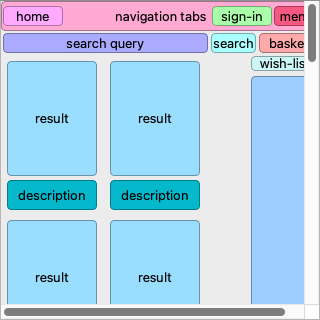 home navigation tabs sign-in men
search query search baske
wish-lis
result result
description description
result result